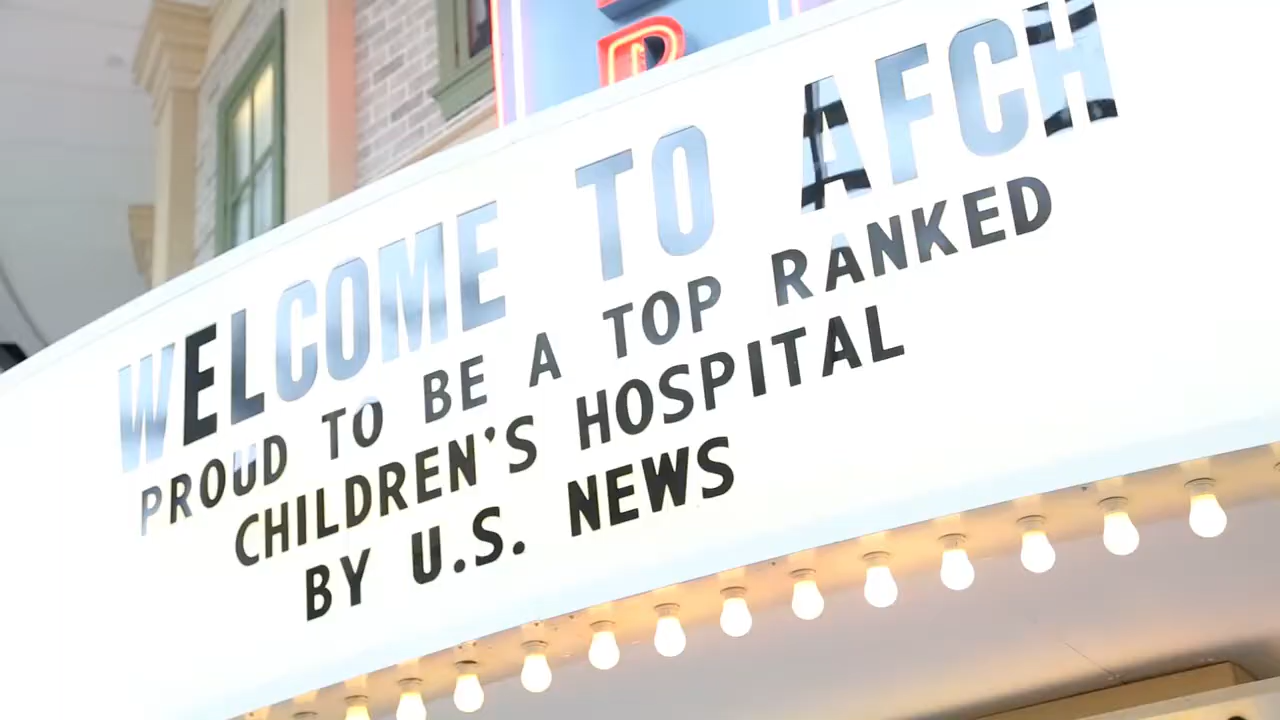 WELCOME TO AFCH
PROUD TO BE A TOP RANKED
CHILDREN'S HOSPITAL
BY U.S. NEWS